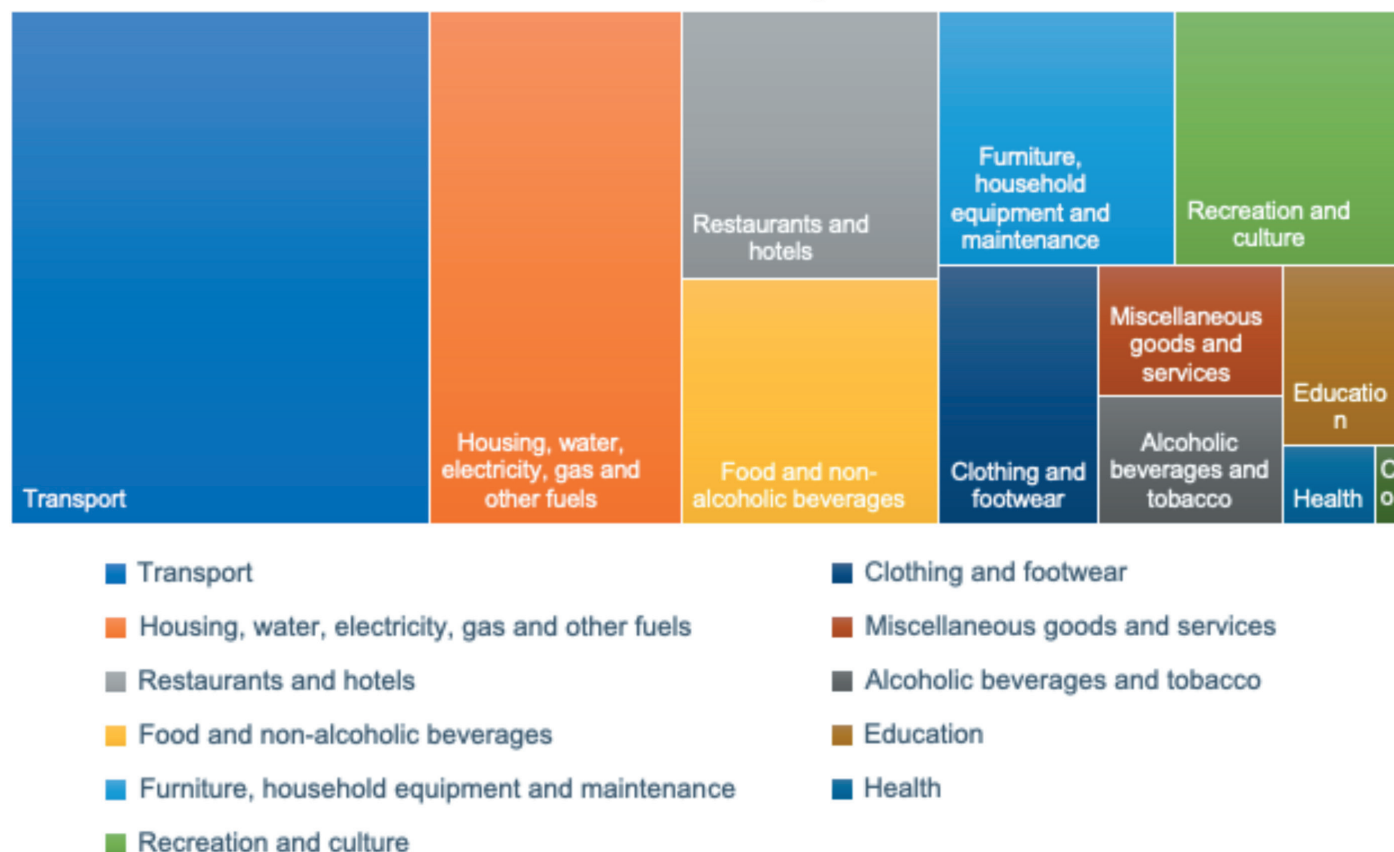 Transport
Housing, water,
electricity, gas and
other fuels
Restaurants and
hotels
Food and non-
alcoholic beverages
Furniture,
household
equipment and
maintenance
Recreation and
culture
Clothing and
footwear
Miscellaneous
goods and
services
Alcoholic
beverages and
tobacco
Educatio
n
Health
Transport
Housing, water, electricity, gas and other fuels
Restaurants and hotels
Food and non-alcoholic beverages
Furniture, household equipment and maintenance
Recreation and culture
Clothing and footwear
Miscellaneous goods and services
Alcoholic beverages and tobacco
Education
Health